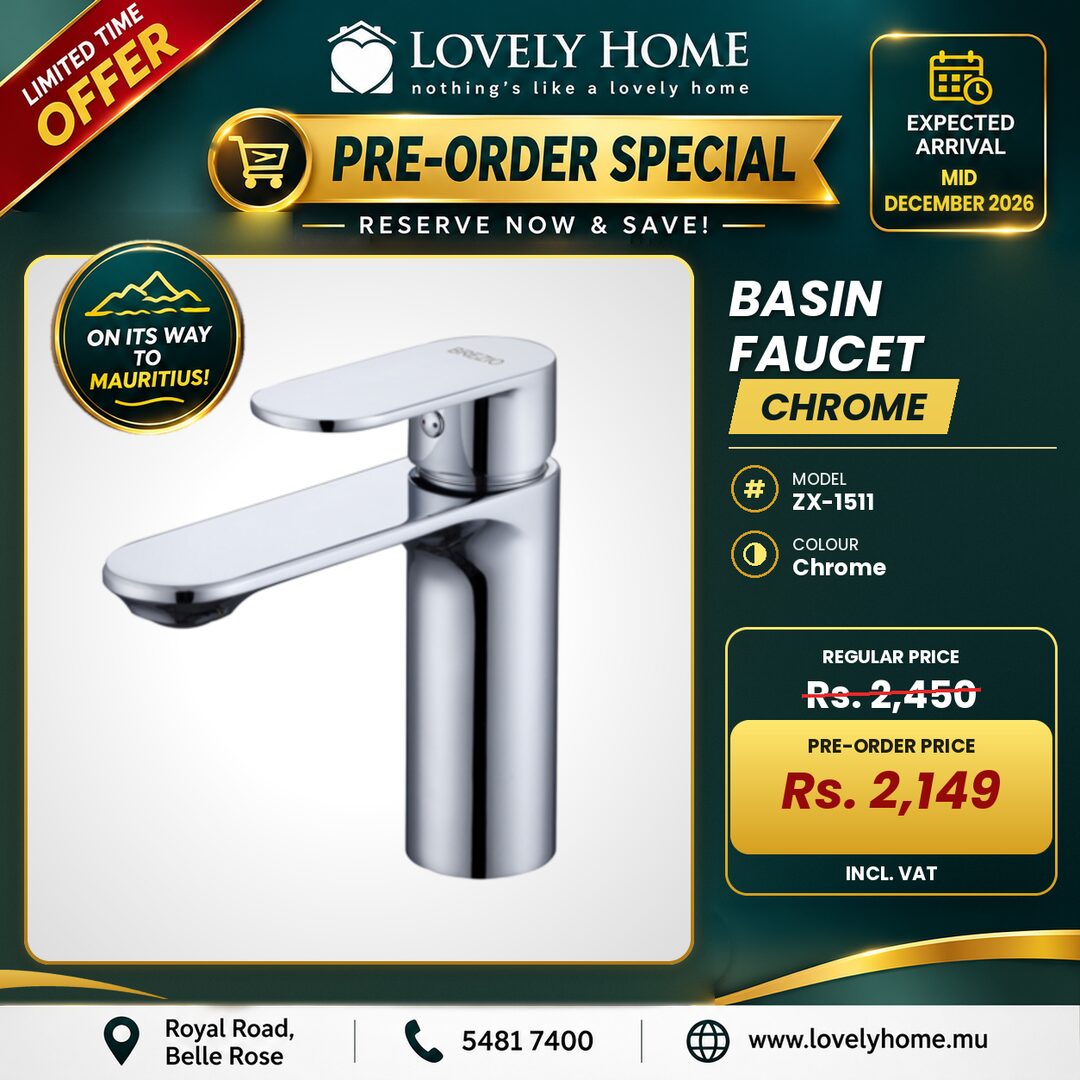 LIMITED TIME
OFFER
LOVELY HOME
nothing's like a lovely home
PRE-ORDER SPECIAL
RESERVE NOW & SAVE!
EXPECTED
ARRIVAL
MID
DECEMBER 2026
ON ITS WAY
TO
MAURITIUS!
BREZIO
BASIN
FAUCET
CHROME
#
MODEL
ZX-1511
COLOUR
Chrome
REGULAR PRICE
Rs. 2,450
PRE-ORDER PRICE
Rs. 2,149
INCL. VAT
Royal Road,
Belle Rose
5481 7400
www.lovelyhome.mu